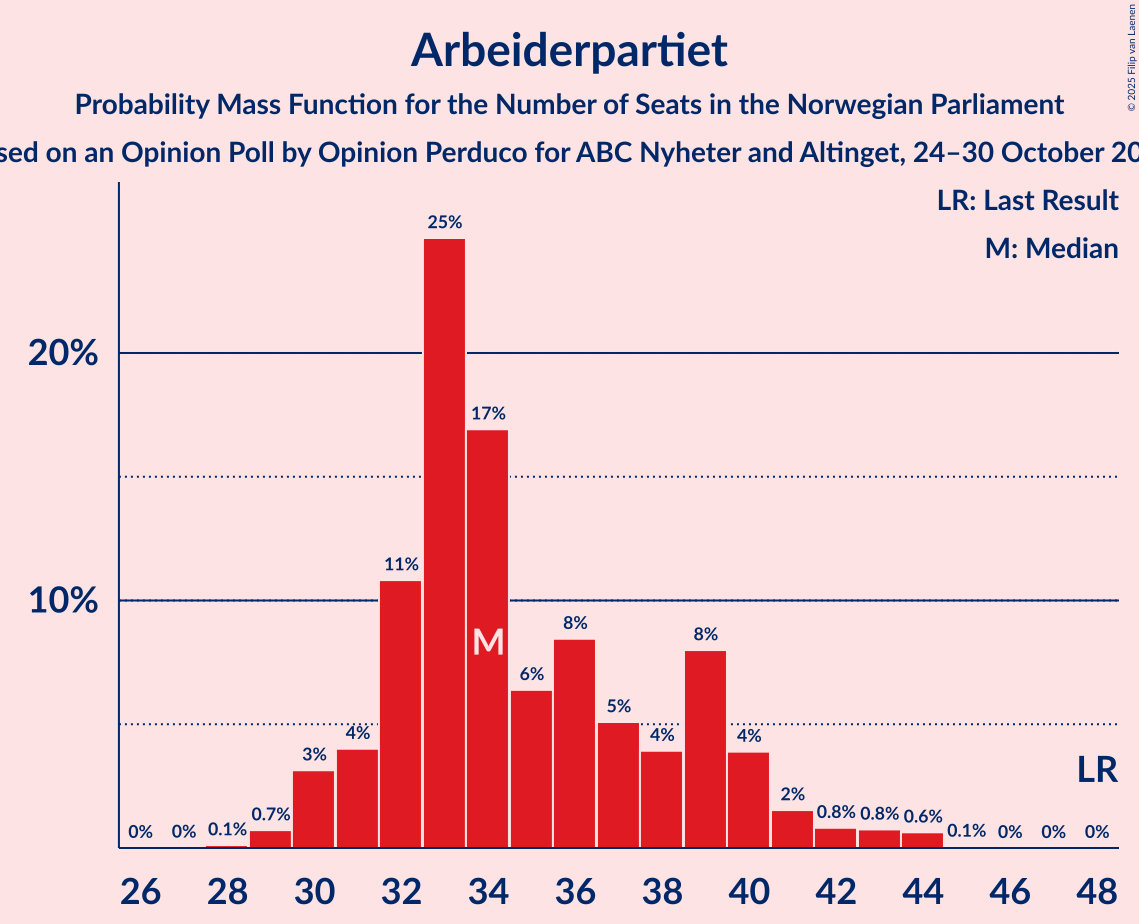 Arbeiderpartiet
Probability Mass Function for the Number of Seats in the Norwegian Parliament
sed on an Opinion Poll by Opinion Perduco for ABC Nyheter and Altinget, 24–30 October 20
© 2025 Filip van Laenen
LR: Last Result
M: Median
25%
20%
17%
11%
10%
M
8%
8%
6%
5%
4%
4%
4%
3%
LR
2%
0%
0%
0.1%
0.7%
0.8%
0.8%
0.6%
0.1%
0%
0%
0%
26 28 30 32 34 36 38 40 42 44 46 48